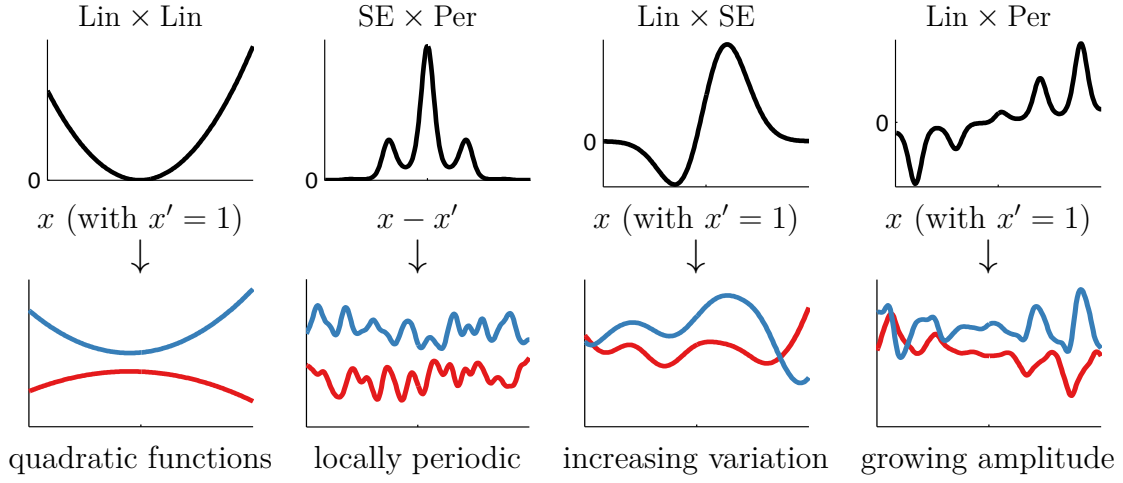 Lin × Lin
SE × Per
Lin × SE
Lin × Per
0
0
0
0
x (with x′ = 1)
x − x′
x (with x′ = 1)
x (with x′ = 1)
↓
↓
↓
↓
quadratic functions
locally periodic
increasing variation
growing amplitude